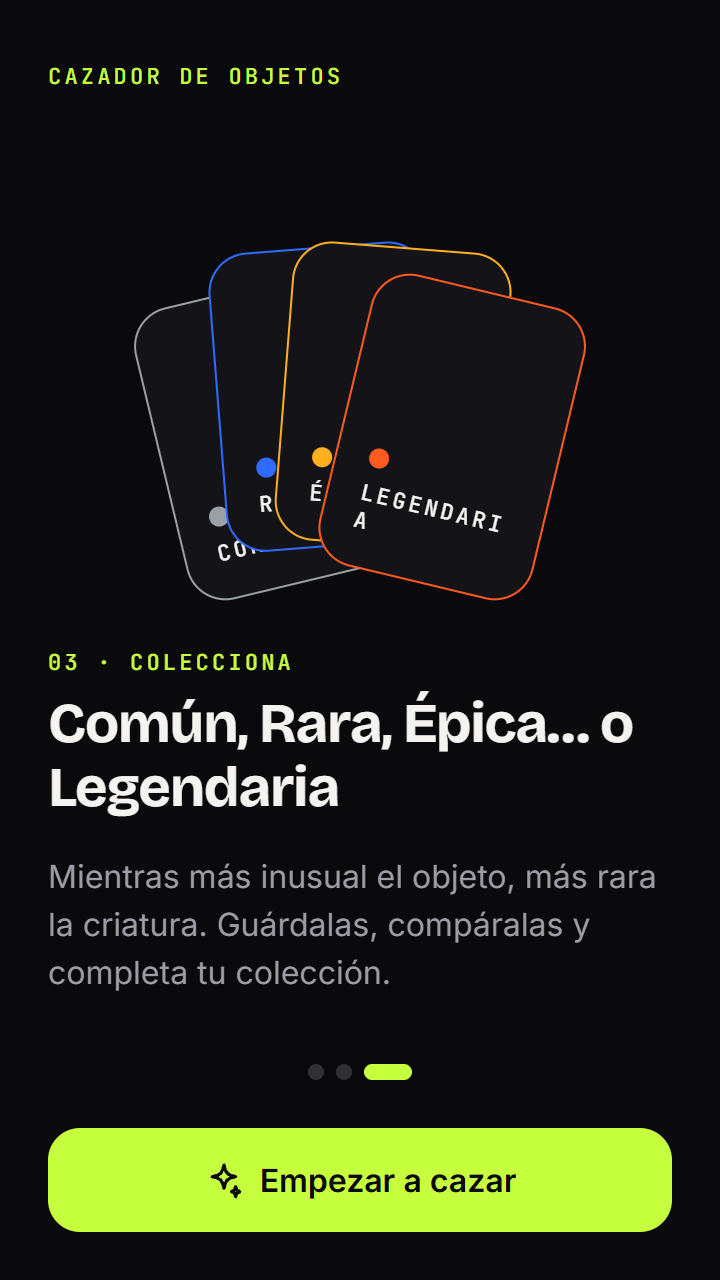 CAZADOR DE OBJETOS
R
É
LEGENDARI
A
03 · COLECCIONA
Común, Rara, Épica... o
Legendaria
Mientras más inusual el objeto, más rara
la criatura. Guárdalas, compáralas y
completa tu colección.
Empezar a cazar